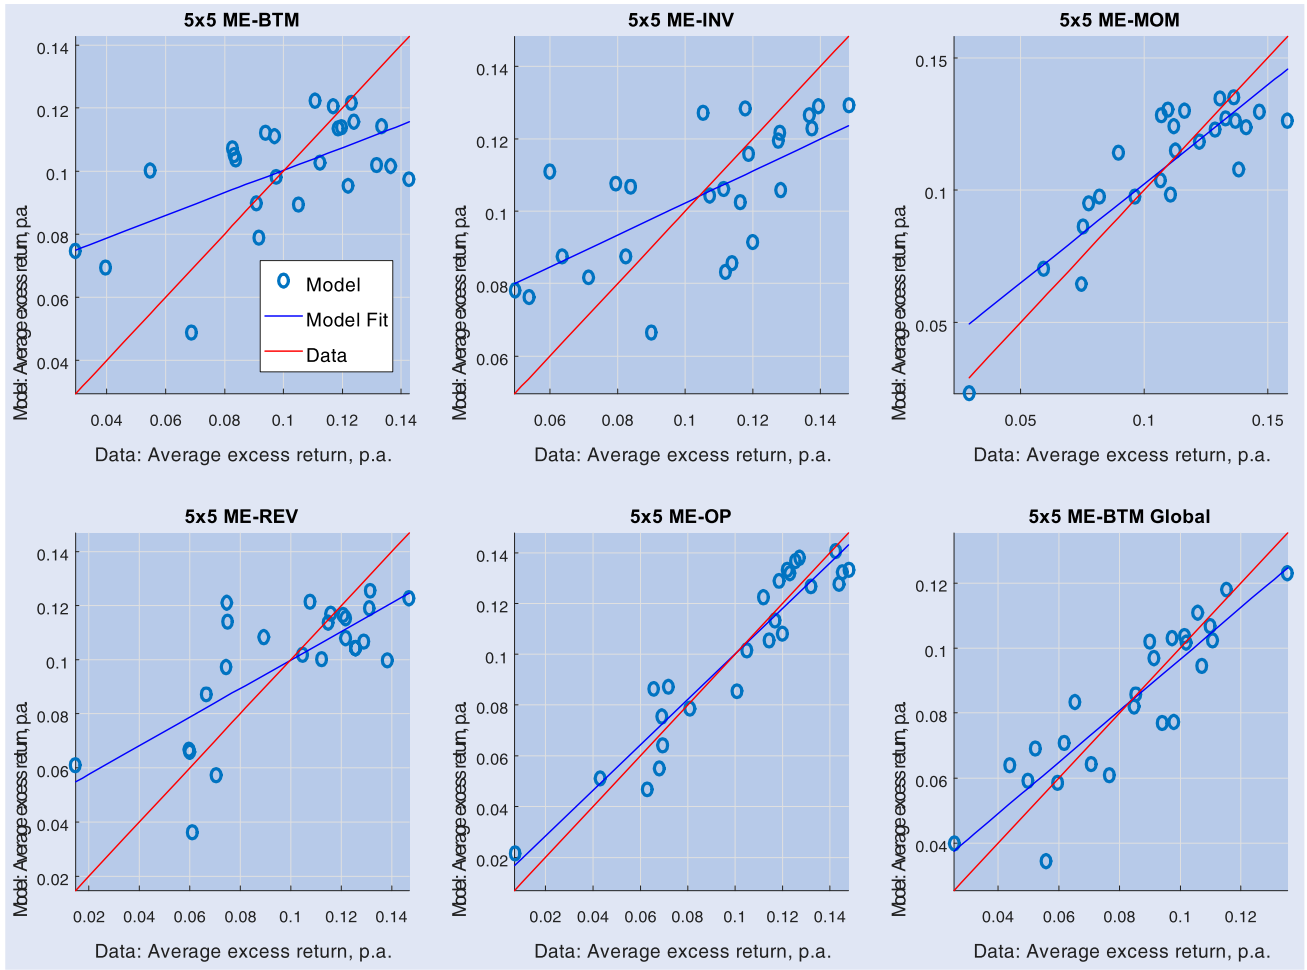 5x5 ME-BTM
0.14
0.12
0.1
0.08
0.06
0.04
Model: Average excess return, p.a.
Model
Model Fit
Data
0.04 0.06 0.08 0.1 0.12 0.14
Data: Average excess return, p.a.
5x5 ME-INV
0.14
0.12
0.1
0.08
0.06
Model: Average excess return, p.a.
0.06 0.08 0.1 0.12 0.14
Data: Average excess return, p.a.
5x5 ME-MOM
0.15
0.1
0.05
Model: Average excess return, p.a.
0.05 0.1 0.15
Data: Average excess return, p.a.
5x5 ME-REV
0.14
0.12
0.1
0.08
0.06
0.04
0.02
Model: Average excess return, p.a.
0.02 0.04 0.06 0.08 0.1 0.12 0.14
Data: Average excess return, p.a.
5x5 ME-OP
0.14
0.12
0.1
0.08
0.06
0.04
0.02
Model: Average excess return, p.a.
0.02 0.04 0.06 0.08 0.1 0.12 0.14
Data: Average excess return, p.a.
5x5 ME-BTM Global
0.12
0.1
0.08
0.06
0.04
Model: Average excess return, p.a.
0.04 0.06 0.08 0.1 0.12
Data: Average excess return, p.a.